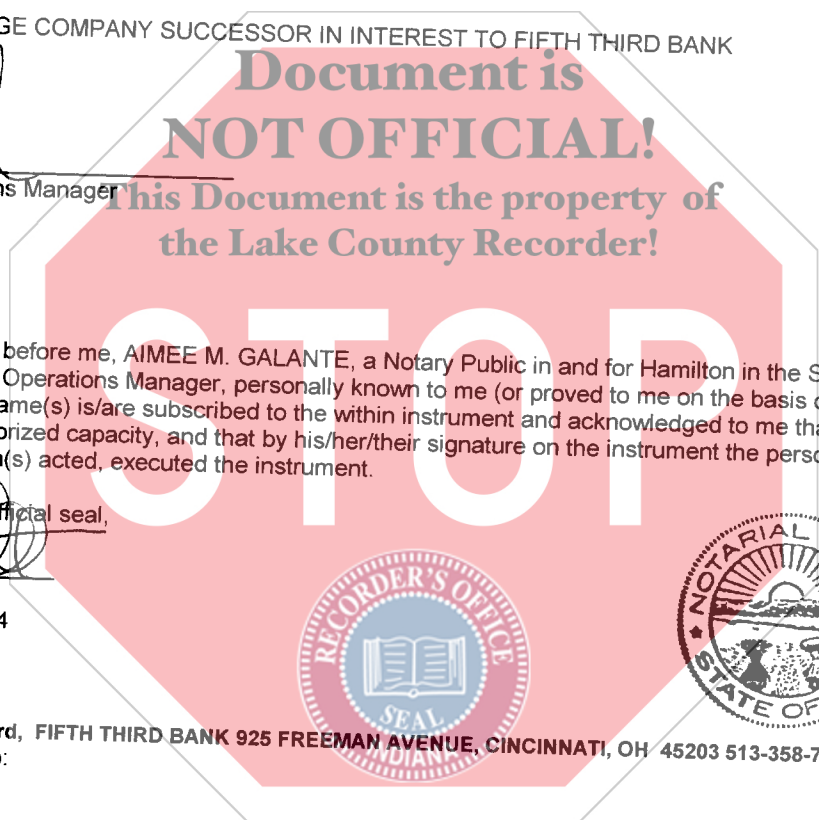 GE COMPANY SUCCESSOR IN INTEREST TO FIFTH THIRD BANK
Document is
NOT OFFICIAL!
ns Manager
This Document is the property of
the Lake County Recorder!
STOP
before me, AIMEE M. GALANTE, a Notary Public in and for Hamilton in the S
Operations Manager, personally known to me (or proved to me on the basis o
ame(s) is/are subscribed to the within instrument and acknowledged to me tha
orized capacity, and that by his/her/their signature on the instrument the perso
(s) acted, executed the instrument.
fficial seal,
NOTARIAL
STATE OF
4
RECORDER'S OFFICE
SEAL
INDIANA
rd, FIFTH THIRD BANK 925 FREEMAN AVENUE, CINCINNATI, OH 45203 513-358-7
: